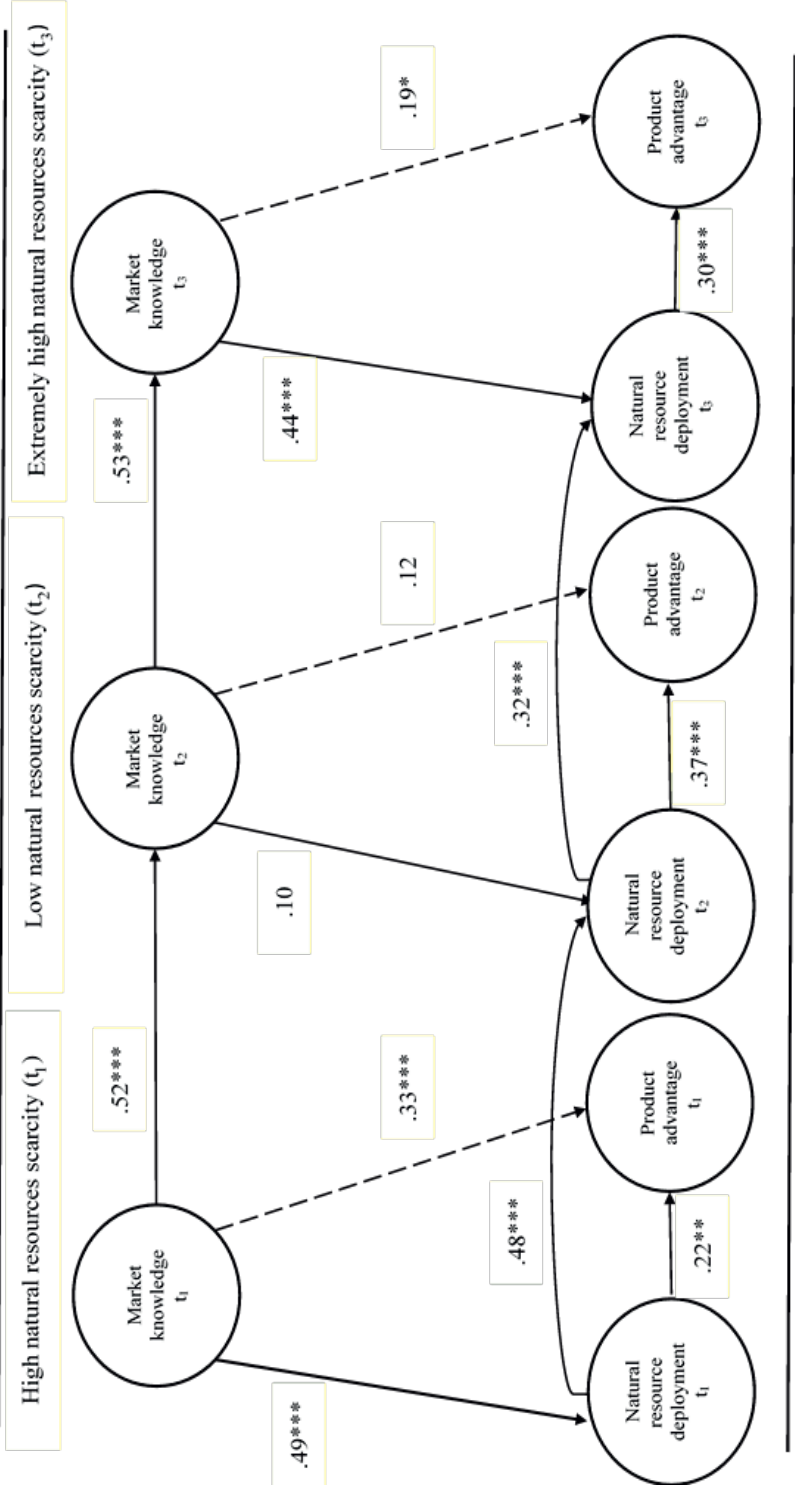 High natural resources scarcity (t₁)
Low natural resources scarcity (t₂)
Extremely high natural resources scarcity (t₃)
.52***
.53***
Market
knowledge
t₁
Market
knowledge
t₂
Market
knowledge
t₃
.49***
.33***
.10
.12
.44***
.19*
.48***
.32***
Natural
resource
deployment
t₁
.22**
Product
advantage
t₁
Natural
resource
deployment
t₂
.37***
Product
advantage
t₂
Natural
resource
deployment
t₃
.30***
Product
advantage
t₃